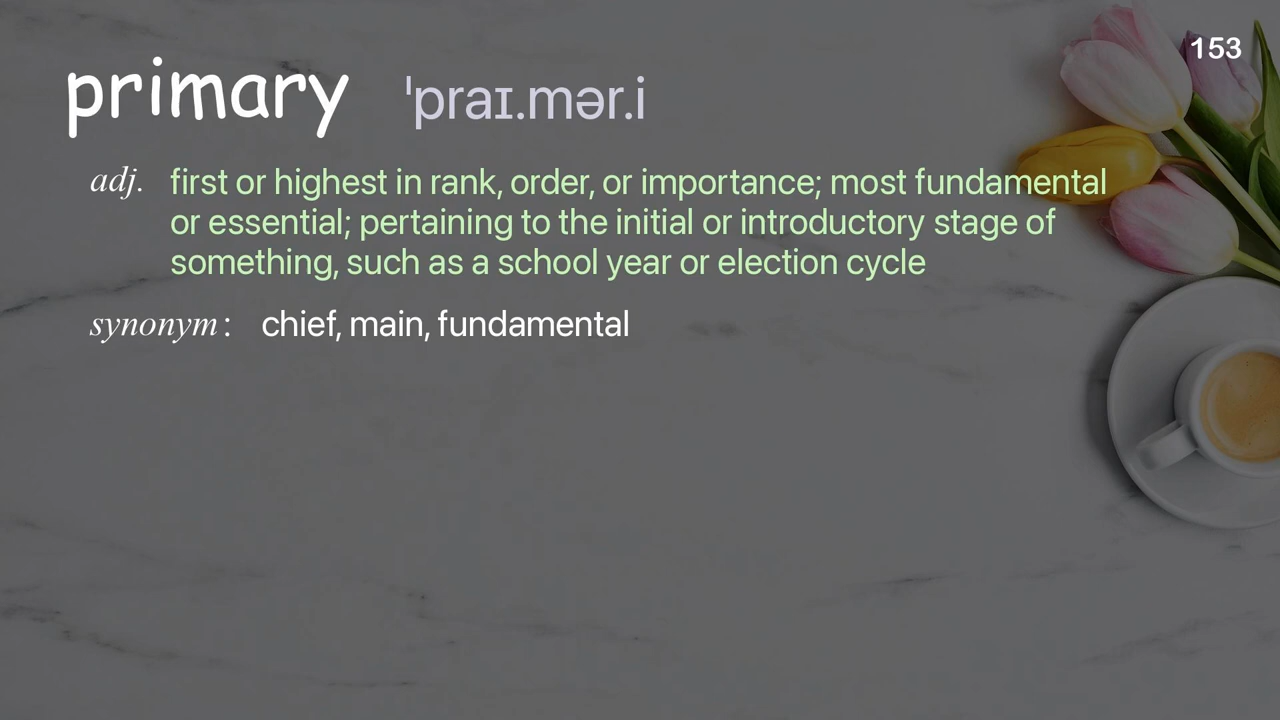 153
primary ˈpraɪ.mər.i
adj. first or highest in rank, order, or importance; most fundamental
or essential; pertaining to the initial or introductory stage of
something, such as a school year or election cycle
synonym : chief, main, fundamental